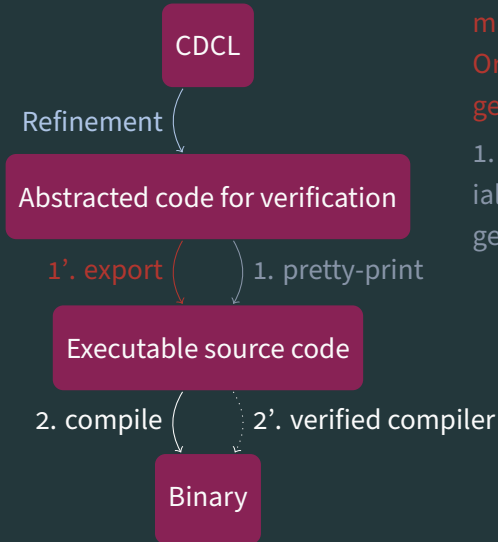 CDCL
Refinement
Abstracted code for verification
1’. export
1. pretty-print
Executable source code
2. compile
2’. verified compiler
Binary
1.